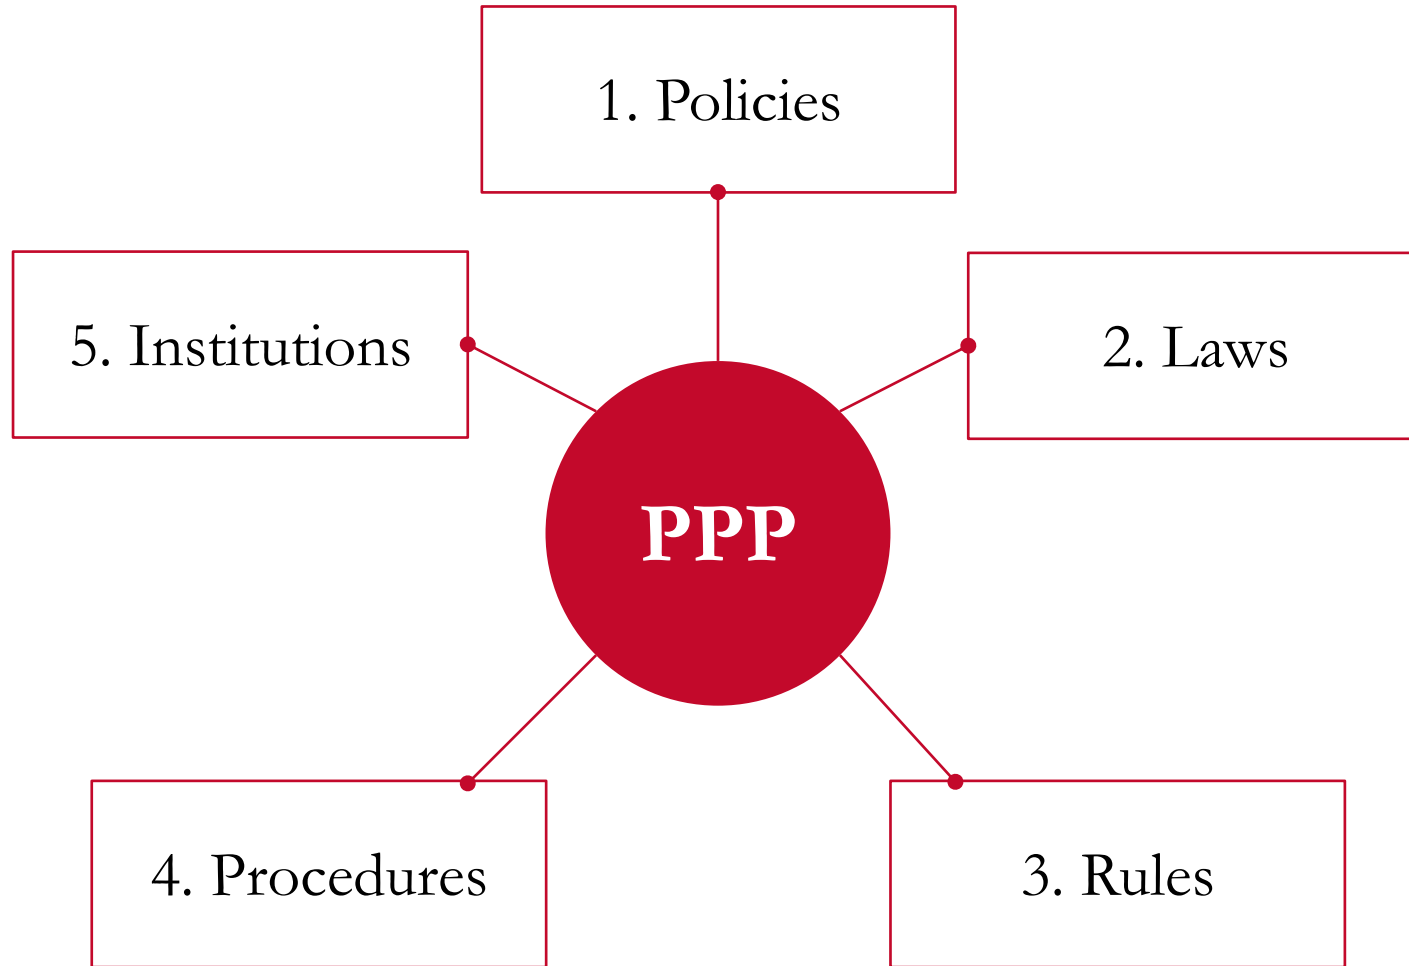 1. Policies
2. Laws
3. Rules
4. Procedures
5. Institutions
PPP